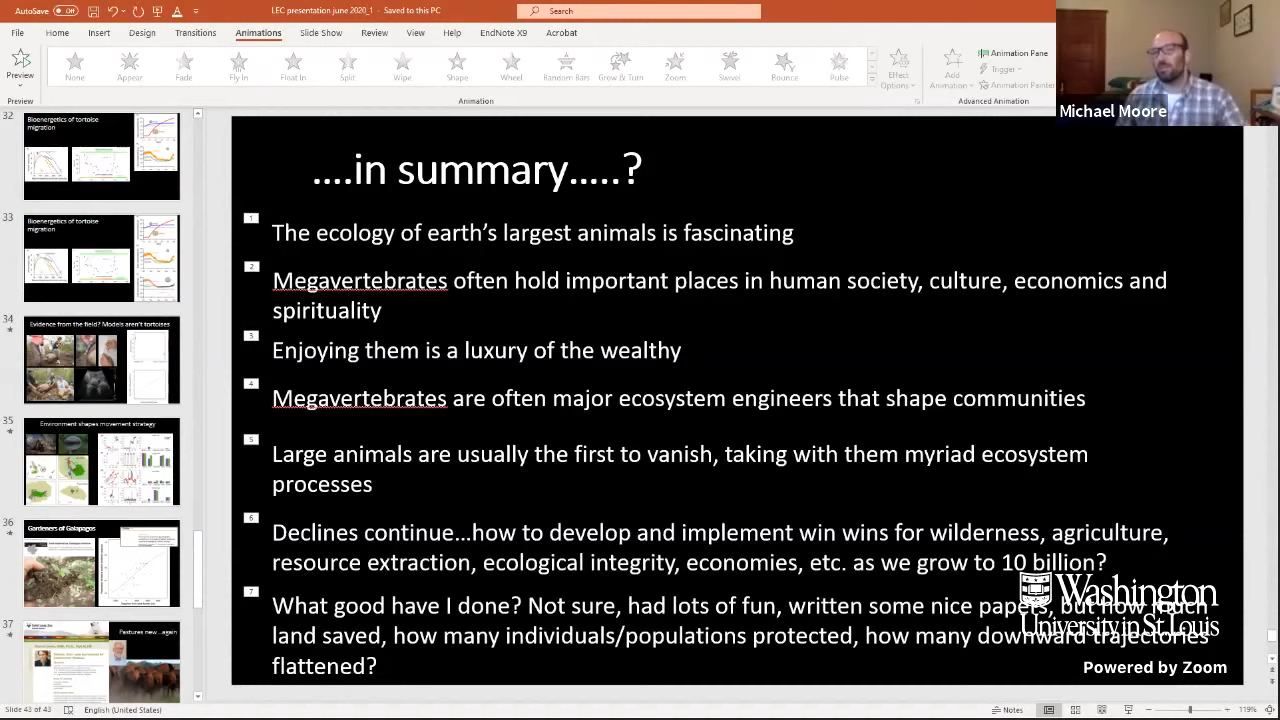 AutoSave Off LEC presentation june 2020_1 - Saved to this PC Search
File Home Insert Design Transitions Animations Slide Show Review View Help EndNote X9 Acrobat
Preview None Appear Fade Fly In Float In Split Wipe Shape Wheel Random Bars Grow & Turn Zoom Swivel Bounce Pulse Effect Options Add Animation Animation Pane
Trigger
Animation Painter
Preview Animation Advanced Animation
Michael Moore
32
Bioenergetics of tortoise
migration
33
Bioenergetics of tortoise
migration
34
Evidence from the field? Models aren't tortoises
35
Environment shapes movement strategy
36
Gardeners of Galapagos
37
Pastures new...again
....in summary.....?
1
The ecology of earth's largest animals is fascinating
2
Megavertebrates often hold important places in human society, culture, economics and
spirituality
3
Enjoying them is a luxury of the wealthy
4
Megavertebrates are often major ecosystem engineers that shape communities
5
Large animals are usually the first to vanish, taking with them myriad ecosystem
processes
6
Declines continue...how to develop and implement win wins for wilderness, agriculture,
resource extraction, ecological integrity, economies, etc. as we grow to 10 billion?
7
What good have I done? Not sure, had lots of fun, written some nice papers, but how much
land saved, how many individuals/populations protected, how many downward trajectories
flattened?
Washington
University in St. Louis
Powered by Zoom
Slide 43 of 43 English (United States) Notes 119%